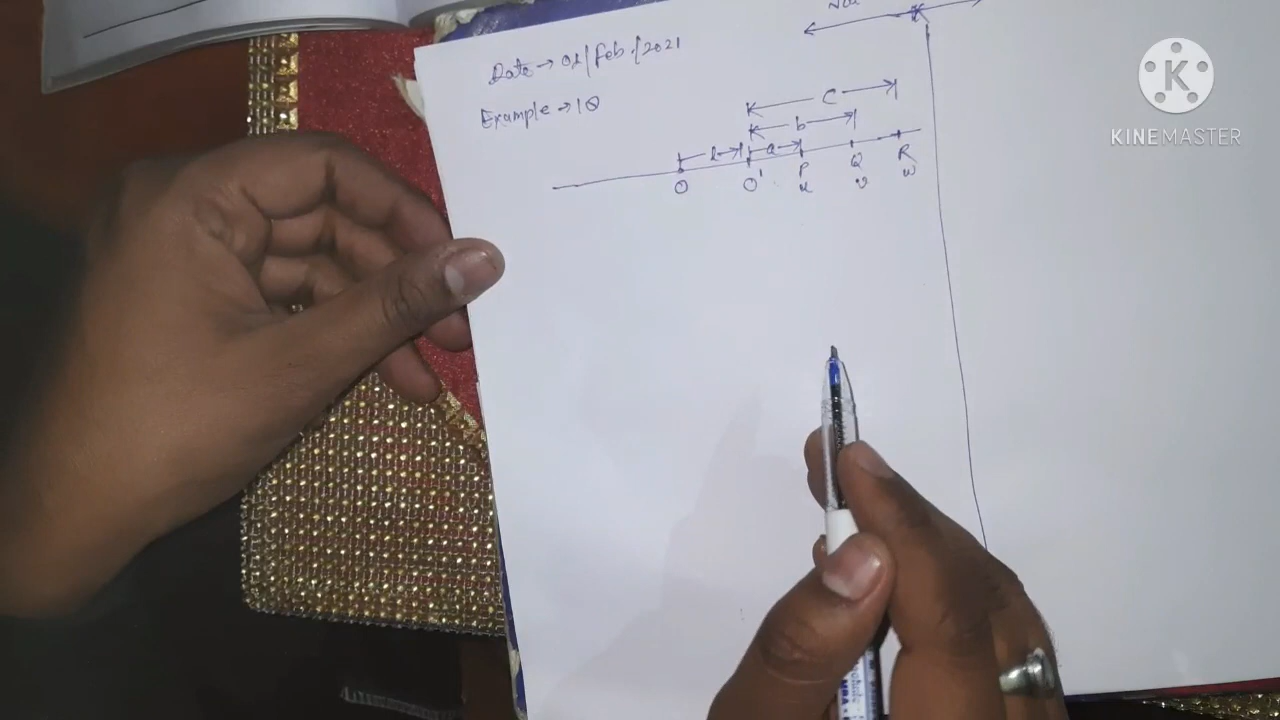 Date → 01/Feb./2021
Example → 10
c
b
d a
O O' P Q R
u v w
K
KINEMASTER